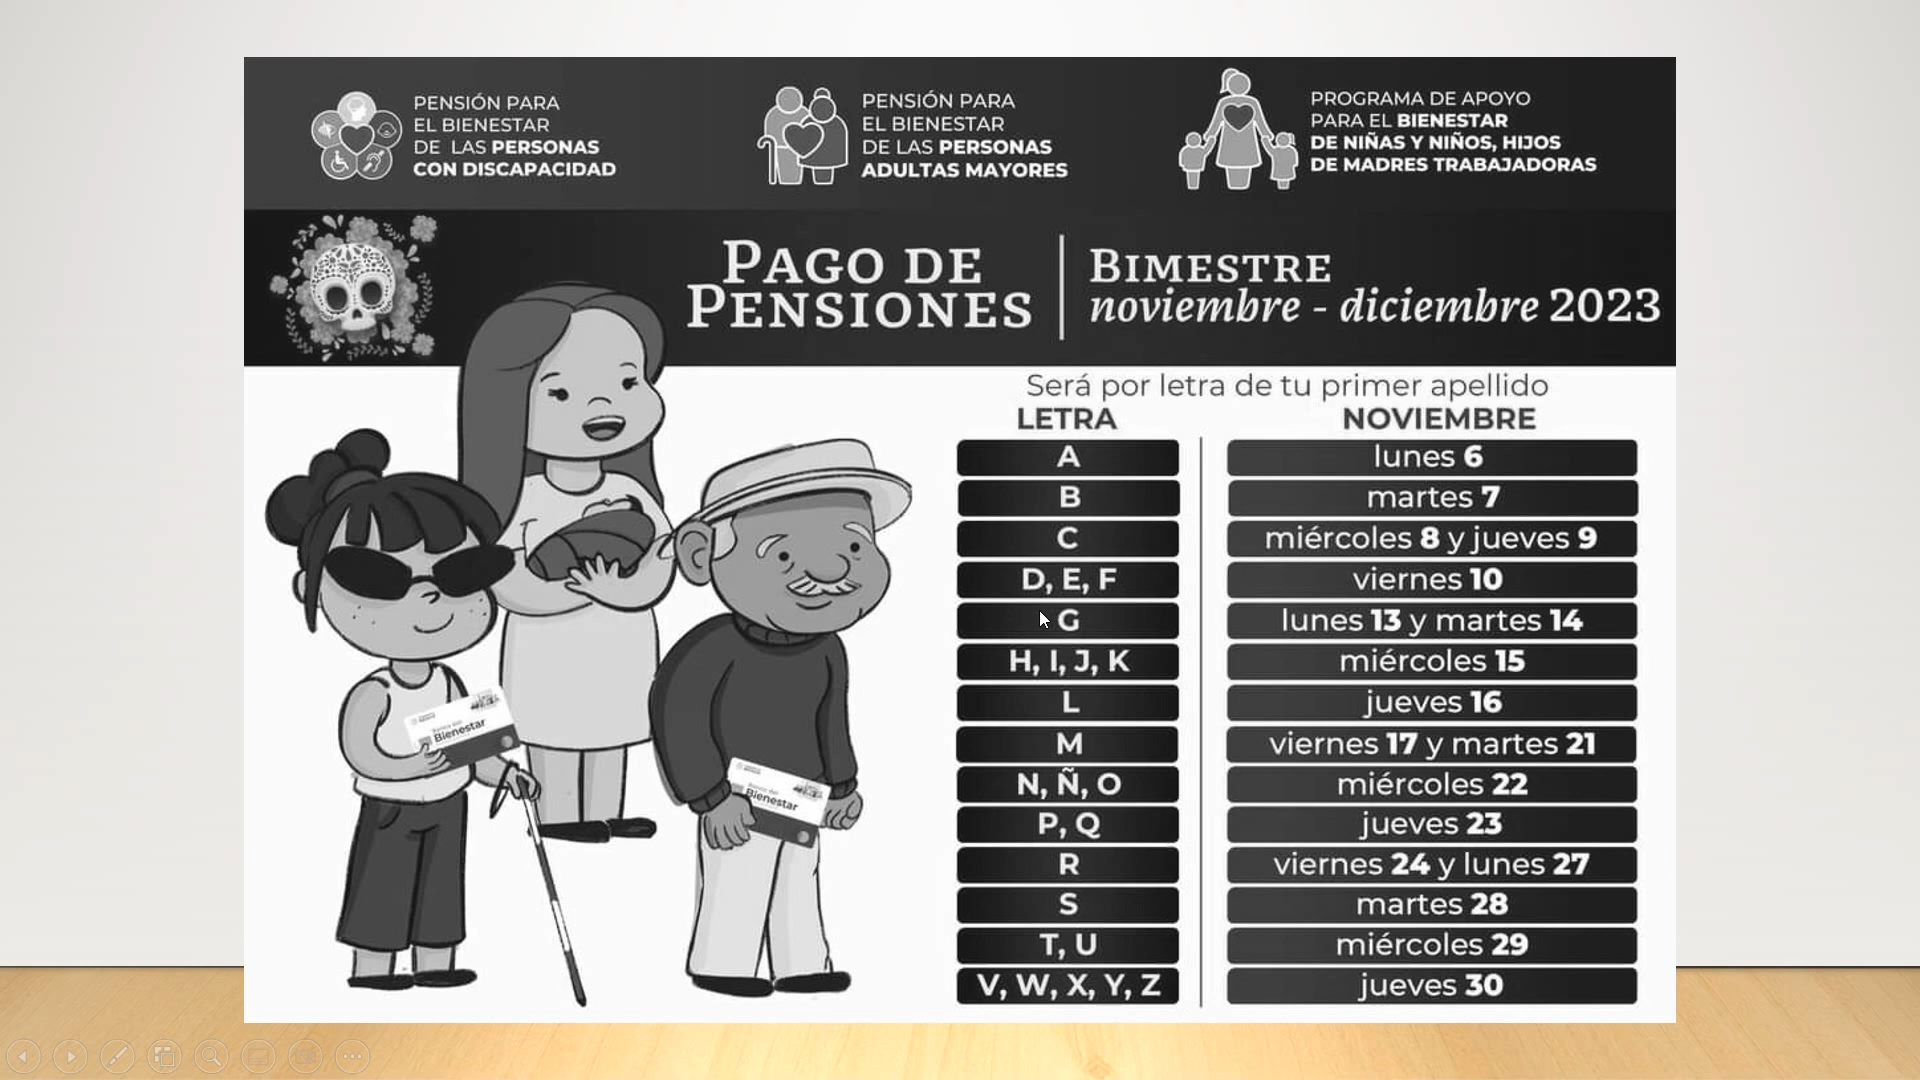 PENSIÓN PARA
EL BIENESTAR
DE LAS PERSONAS
CON DISCAPACIDAD
PENSIÓN PARA
EL BIENESTAR
DE LAS PERSONAS
ADULTAS MAYORES
PROGRAMA DE APOYO
PARA EL BIENESTAR
DE NIÑAS Y NIÑOS, HIJOS
DE MADRES TRABAJADORAS
PAGO DE
PENSIONES
BIMESTRE
noviembre - diciembre 2023
Será por letra de tu primer apellido
LETRA NOVIEMBRE
A lunes 6
B martes 7
C miércoles 8 y jueves 9
D, E, F viernes 10
G lunes 13 y martes 14
H, I, J, K miércoles 15
L jueves 16
M viernes 17 y martes 21
N, Ñ, O miércoles 22
P, Q jueves 23
R viernes 24 y lunes 27
S martes 28
T, U miércoles 29
V, W, X, Y, Z jueves 30
Banco del
Bienestar
Banco del
Bienestar